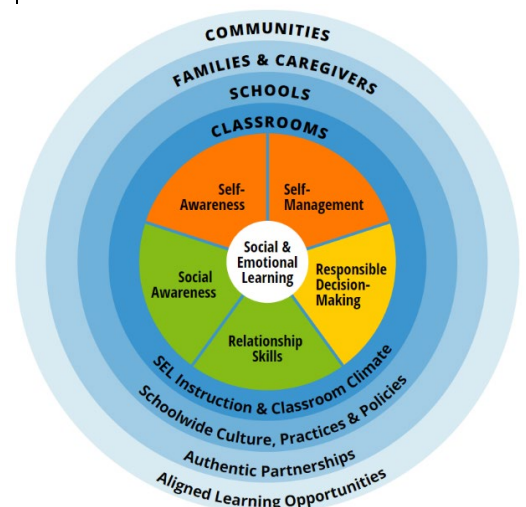 COMMUNITIES
FAMILIES & CAREGIVERS
SCHOOLS
CLASSROOMS
Self-
Awareness
Self-
Management
Social &
Emotional
Learning
Social
Awareness
Responsible
Decision-
Making
Relationship
Skills
SEL Instruction & Classroom Climate
Schoolwide Culture, Practices & Policies
Authentic Partnerships
Aligned Learning Opportunities